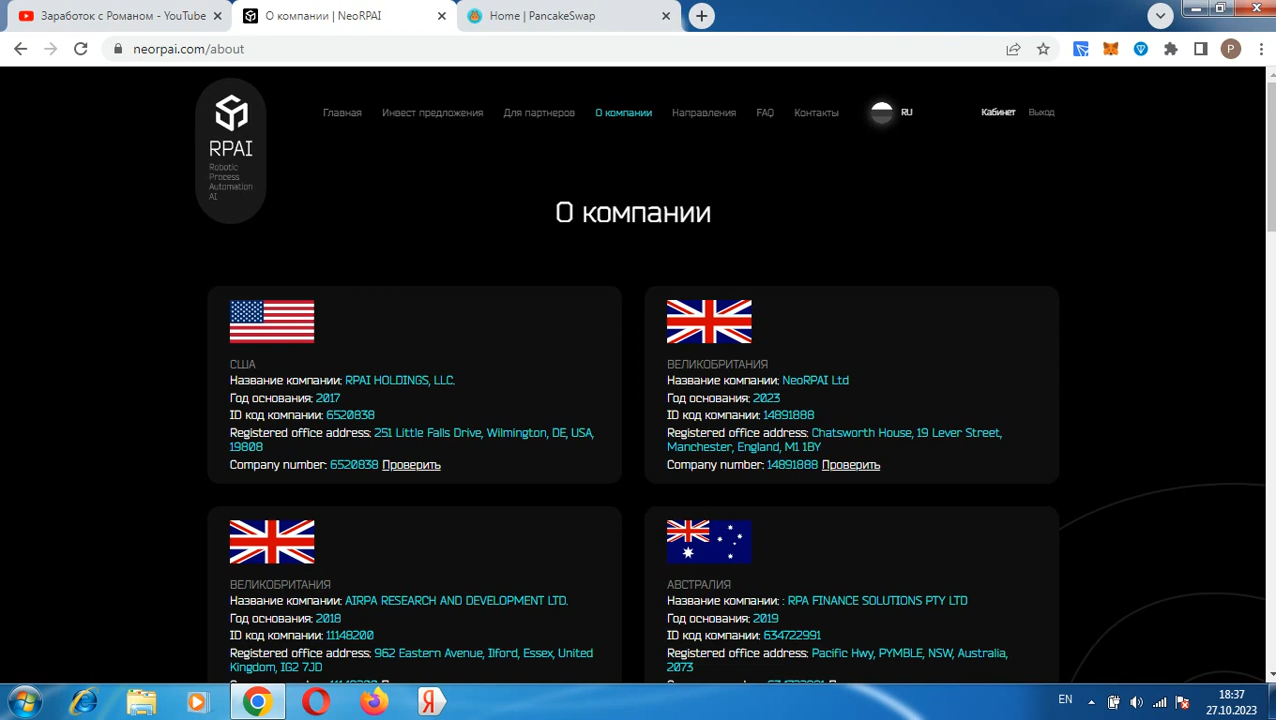 Заработок с Романом - YouTube
О компании | NeoRPAI
Home | PancakeSwap
neorpai.com/about
P
RPAI
Robotic
Process
Automation
AI
Главная
Инвест предложения
Для партнеров
О компании
Направления
FAQ
Контакты
RU
Кабинет
Выход
О компании
США
Название компании: RPAI HOLDINGS, LLC.
Год основания: 2017
ID код компании: 6520838
Registered office address: 251 Little Falls Drive, Wilmington, DE, USA,
19808
Company number: 6520838 Проверить
ВЕЛИКОБРИТАНИЯ
Название компании: NeoRPAI Ltd
Год основания: 2023
ID код компании: 14891888
Registered office address: Chatsworth House, 19 Lever Street,
Manchester, England, M1 1BY
Company number: 14891888 Проверить
ВЕЛИКОБРИТАНИЯ
Название компании: AIRPA RESEARCH AND DEVELOPMENT LTD.
Год основания: 2018
ID код компании: 11148200
Registered office address: 962 Eastern Avenue, Ilford, Essex, United
Kingdom, IG2 7JD
АВСТРАЛИЯ
Название компании: : RPA FINANCE SOLUTIONS PTY LTD
Год основания: 2019
ID код компании: 634722991
Registered office address: Pacific Hwy, PYMBLE, NSW, Australia,
2073
EN
18:37
27.10.2023